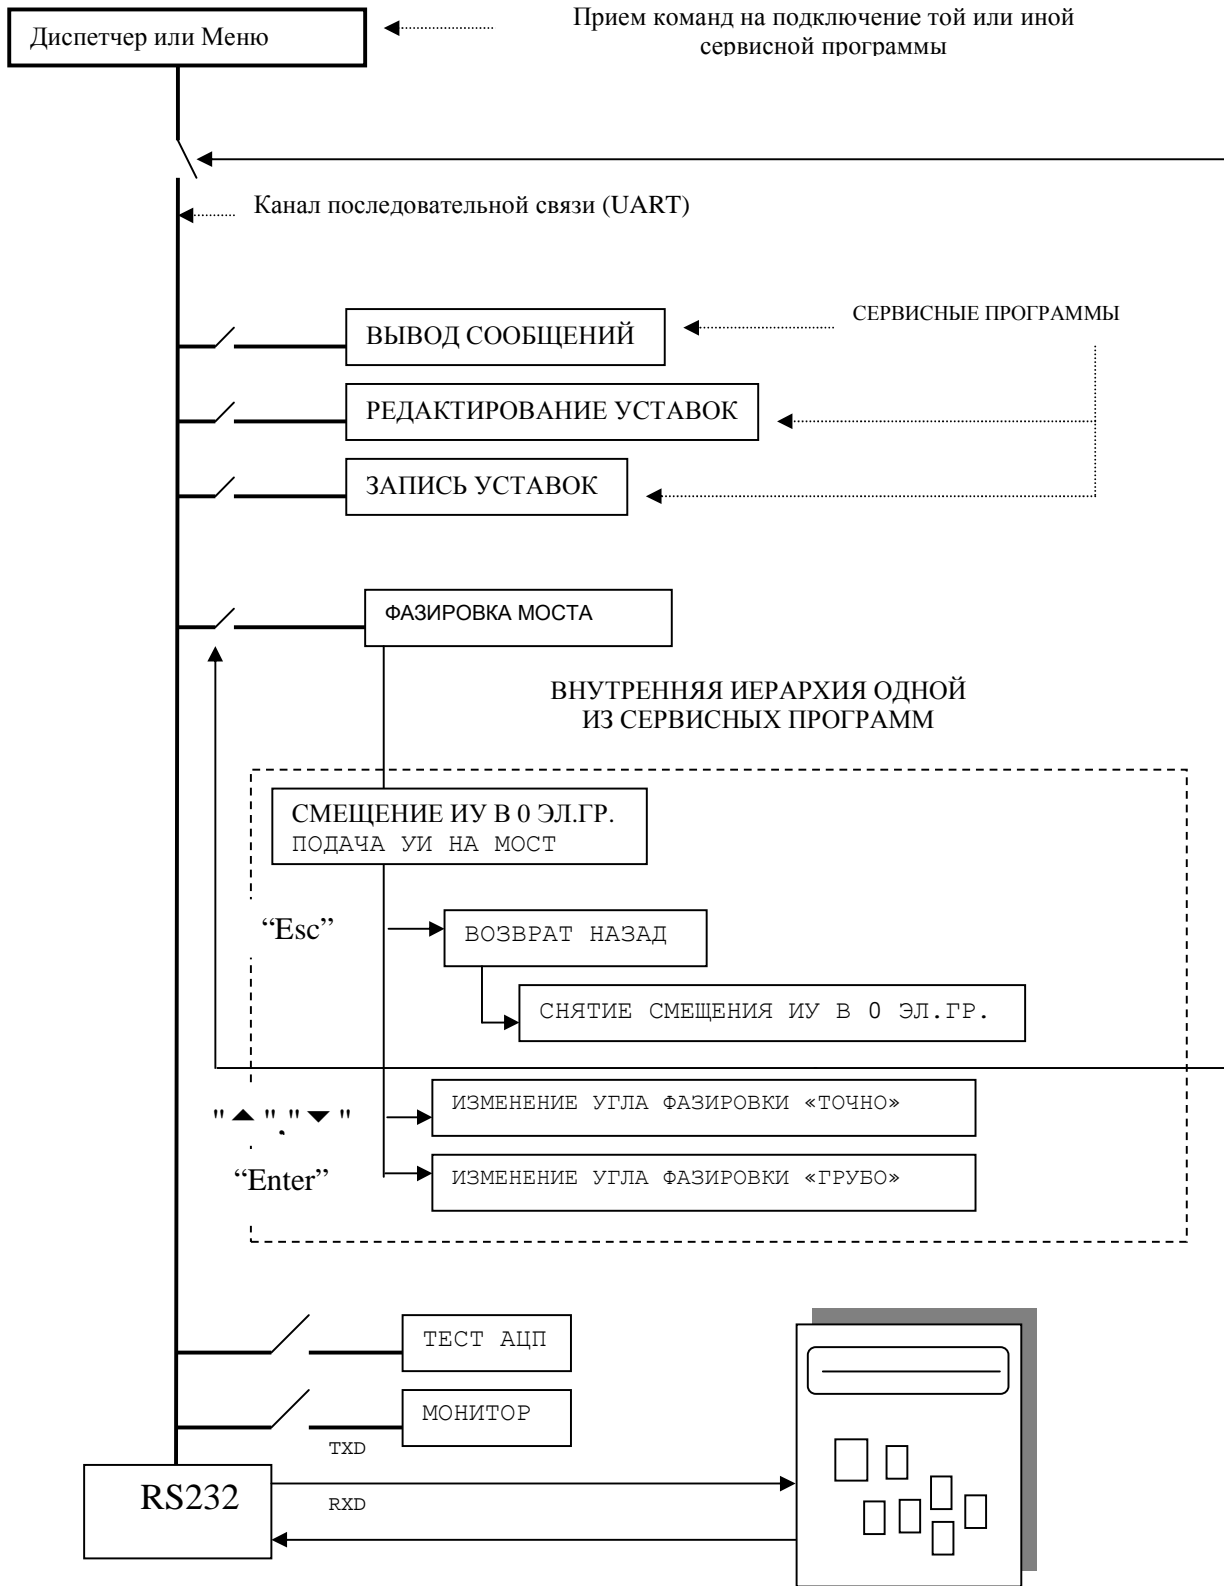 Прием команд на подключение той или иной
сервисной программы
Диспетчер или Меню
Канал последовательной связи (UART)
СЕРВИСНЫЕ ПРОГРАММЫ
ВЫВОД СООБЩЕНИЙ
РЕДАКТИРОВАНИЕ УСТАВОК
ЗАПИСЬ УСТАВОК
ФАЗИРОВКА МОСТА
ВНУТРЕННЯЯ ИЕРАРХИЯ ОДНОЙ
ИЗ СЕРВИСНЫХ ПРОГРАММ
СМЕЩЕНИЕ ИУ В 0 ЭЛ.ГР.
ПОДАЧА УИ НА МОСТ
“Esc”
ВОЗВРАТ НАЗАД
СНЯТИЕ СМЕЩЕНИЯ ИУ В 0 ЭЛ.ГР.
"▲","▼"
ИЗМЕНЕНИЕ УГЛА ФАЗИРОВКИ «ТОЧНО»
“Enter”
ИЗМЕНЕНИЕ УГЛА ФАЗИРОВКИ «ГРУБО»
ТЕСТ АЦП
МОНИТОР
TXD
RS232
RXD